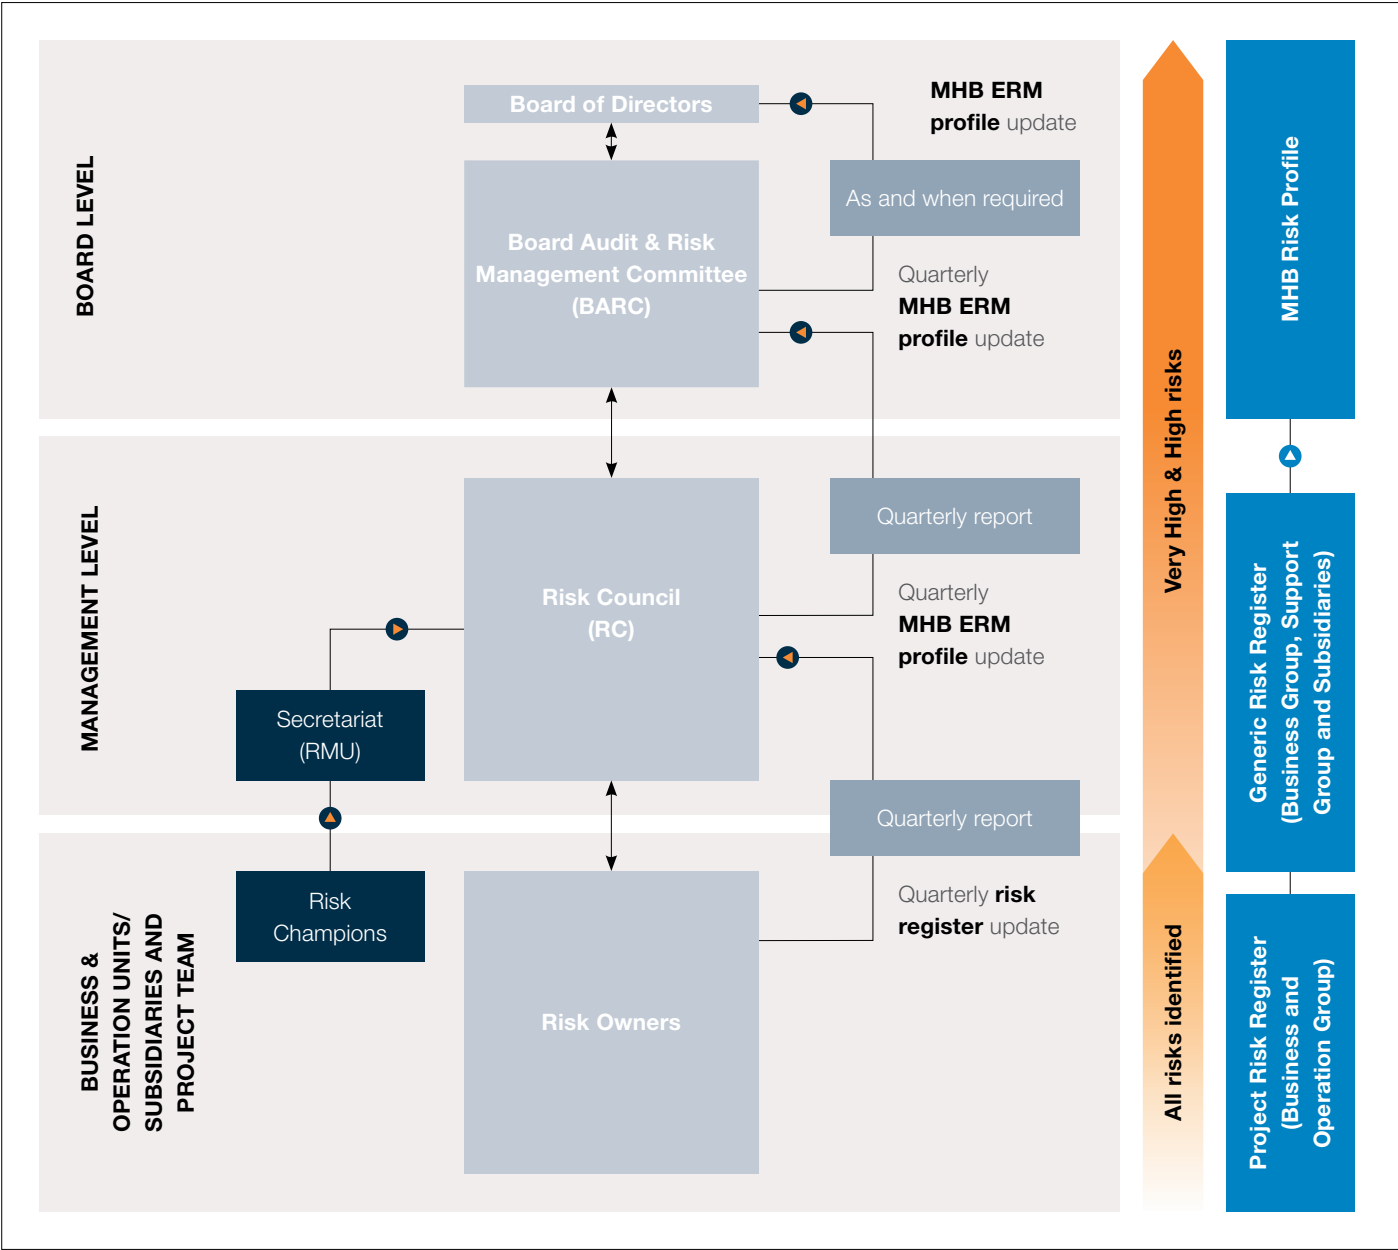 BOARD LEVEL
Board of Directors
MHB ERM
profile update
As and when required
Board Audit & Risk
Management Committee
(BARC)
Quarterly
MHB ERM
profile update
MANAGEMENT LEVEL
Quarterly report
Risk Council
(RC)
Quarterly
MHB ERM
profile update
Secretariat
(RMU)
Quarterly report
BUSINESS &
OPERATION UNITS/
SUBSIDIARIES AND
PROJECT TEAM
Risk
Champions
Quarterly risk
register update
Risk Owners
Very High & High risks
All risks identified
MHB Risk Profile
Generic Risk Register
(Business Group, Support
Group and Subsidiaries)
Project Risk Register
(Business and
Operation Group)